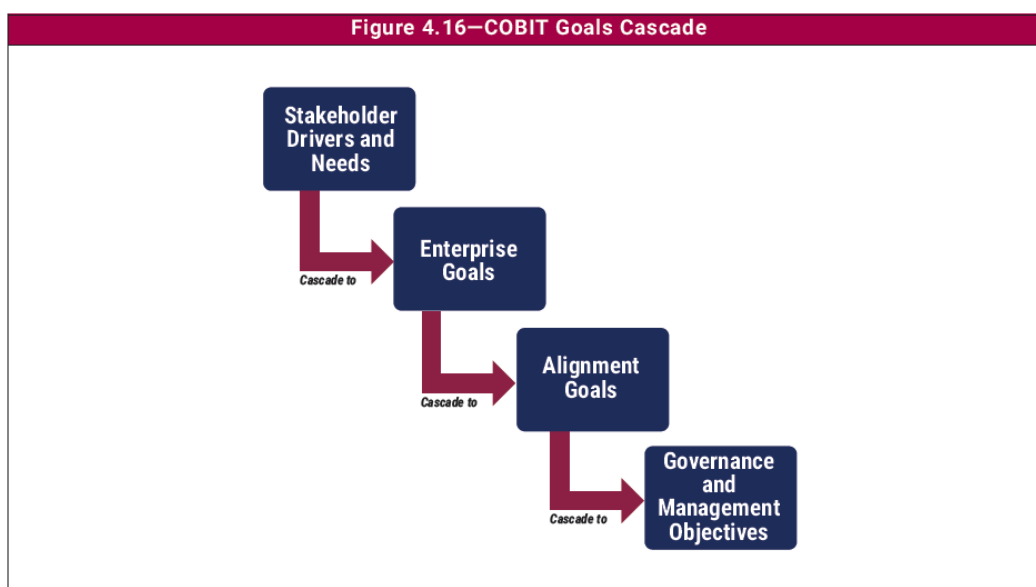 Figure 4.16—COBIT Goals Cascade
Stakeholder
Drivers and
Needs
Cascade to
Enterprise
Goals
Cascade to
Alignment
Goals
Cascade to
Governance
and
Management
Objectives